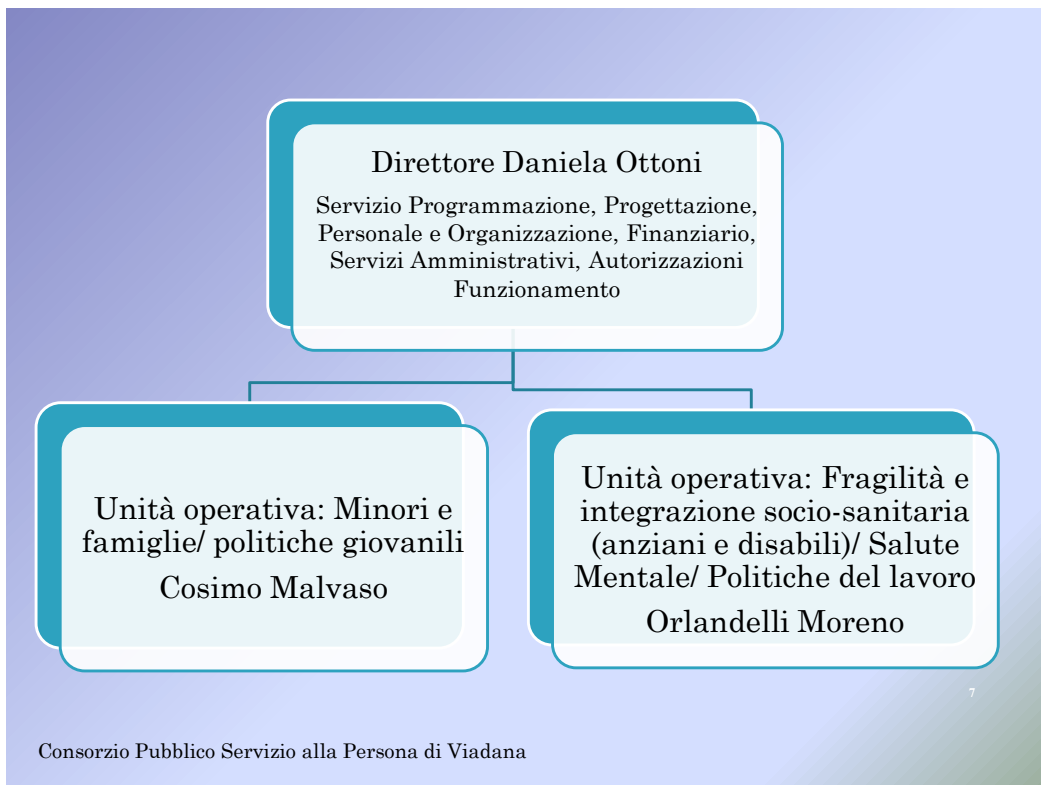 Direttore Daniela Ottoni
Servizio Programmazione, Progettazione,
Personale e Organizzazione, Finanziario,
Servizi Amministrativi, Autorizzazioni
Funzionamento
Unità operativa: Minori e
famiglie/ politiche giovanili
Cosimo Malvaso
Unità operativa: Fragilità e
integrazione socio-sanitaria
(anziani e disabili)/ Salute
Mentale/ Politiche del lavoro
Orlandelli Moreno
7
Consorzio Pubblico Servizio alla Persona di Viadana